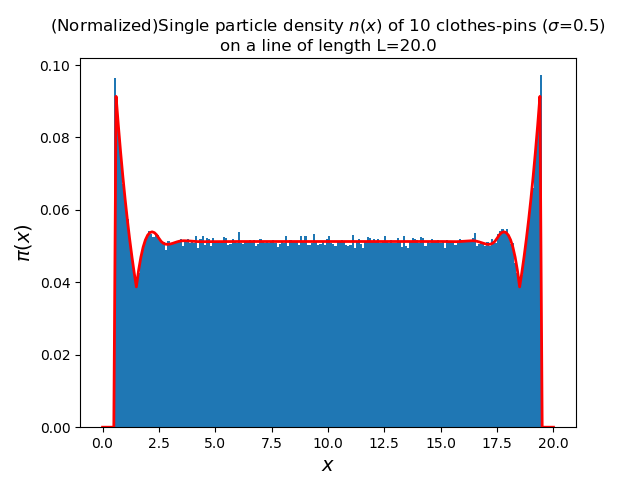 (Normalized)Single particle density n(x) of 10 clothes-pins (σ=0.5)
on a line of length L=20.0
0.10
0.08
0.06
0.04
0.02
0.00
π(x)
0.0 2.5 5.0 7.5 10.0 12.5 15.0 17.5 20.0
x